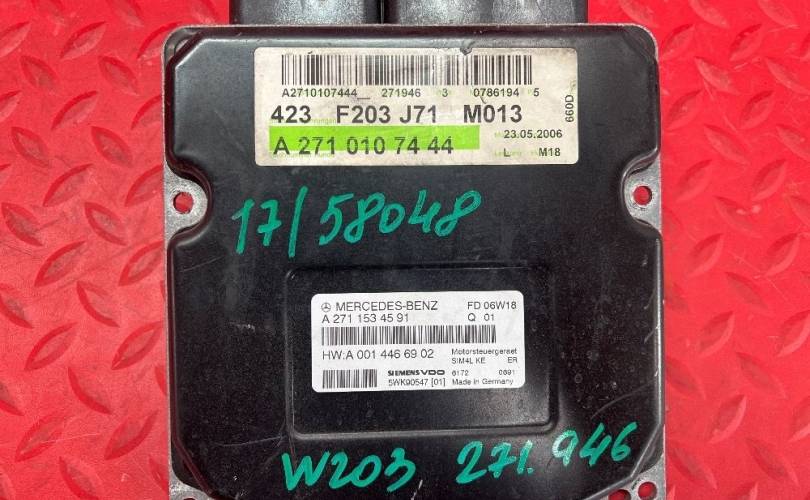 A2710107444 271946 3 0786194 5
423 F203 J71 M013
660D
23.05.2006
A 271 010 74 44
L M18
17/58048
MERCEDES-BENZ FD 06W18
A 271 153 45 91 Q 01
HW:A 001 446 69 02 Motorsteuergerset
SIM4L KE ER
SIEMENS VDO 6172 0691
5WK90547 [01] Made in Germany
W203 271.946